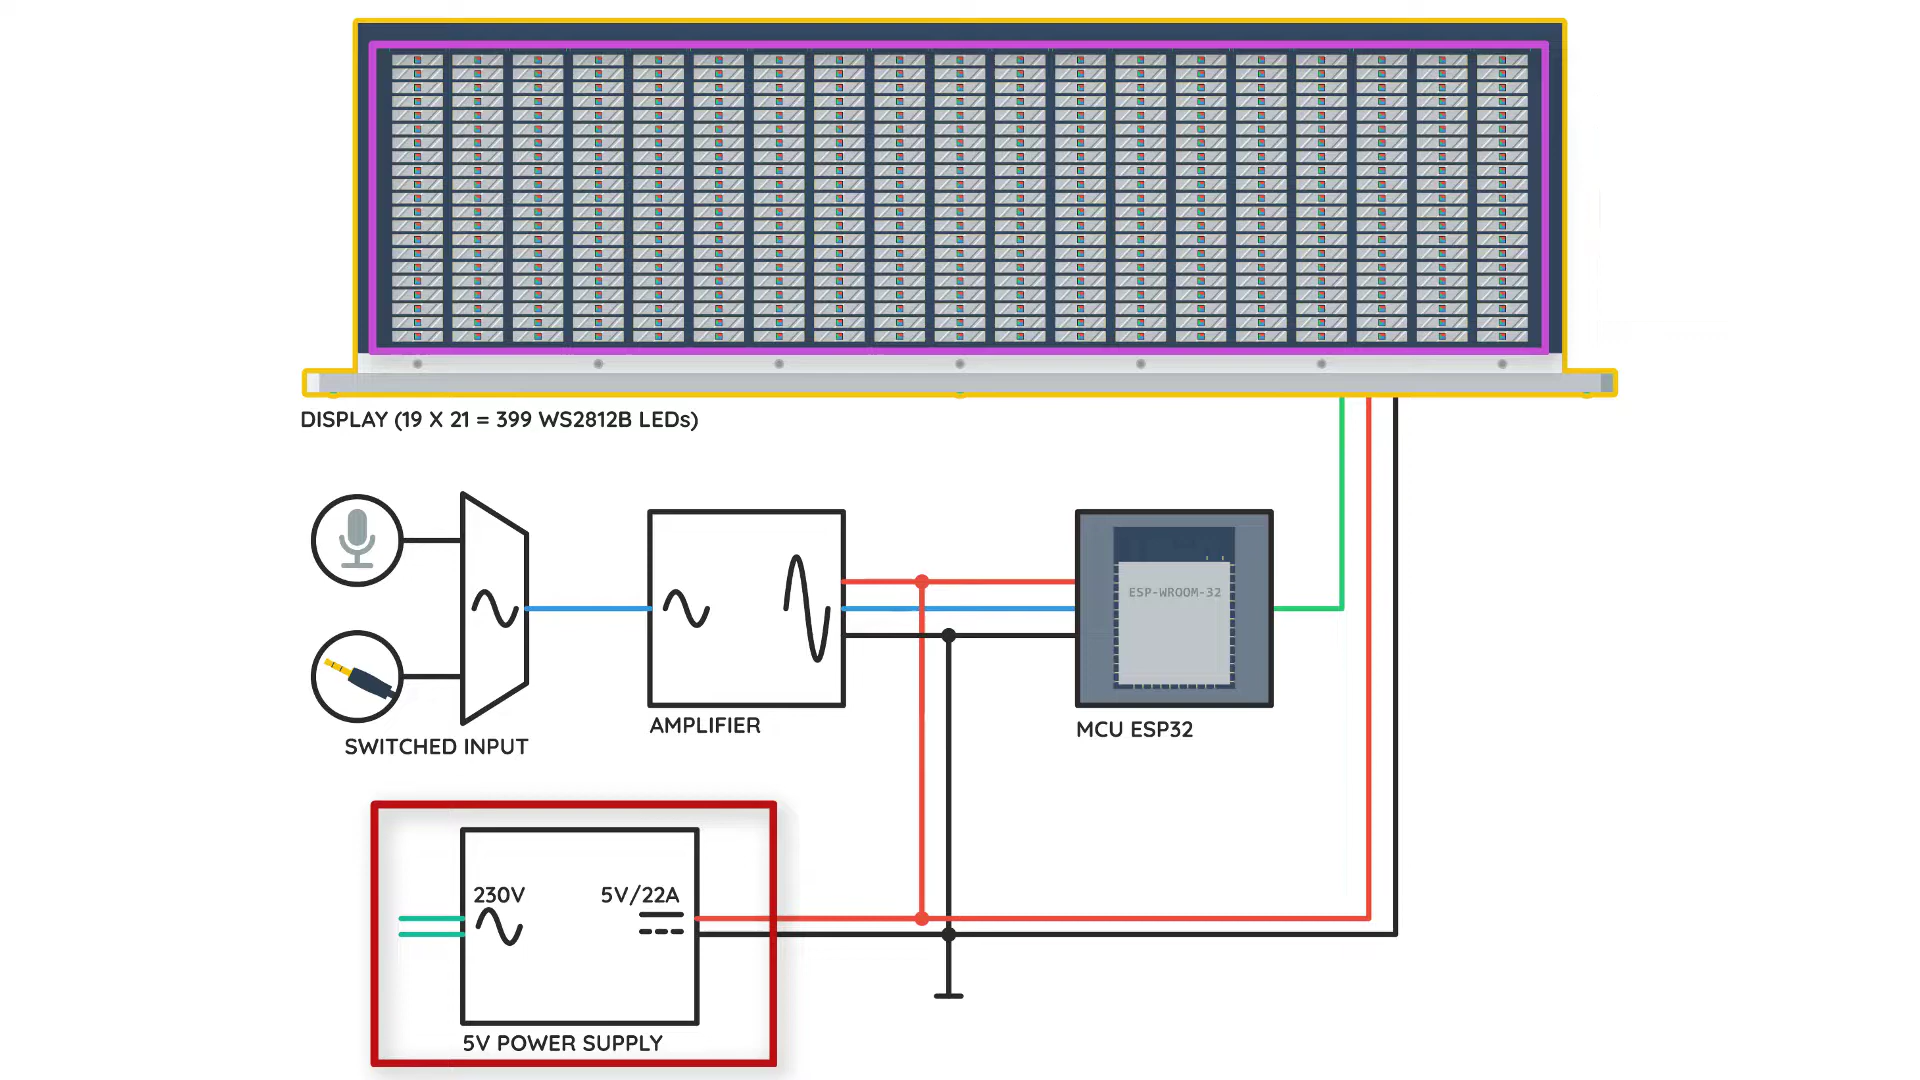 DISPLAY (19 X 21 = 399 WS2812B LEDs)
ESP-WROOM-32
SWITCHED INPUT
AMPLIFIER
MCU ESP32
230V
5V/22A
5V POWER SUPPLY